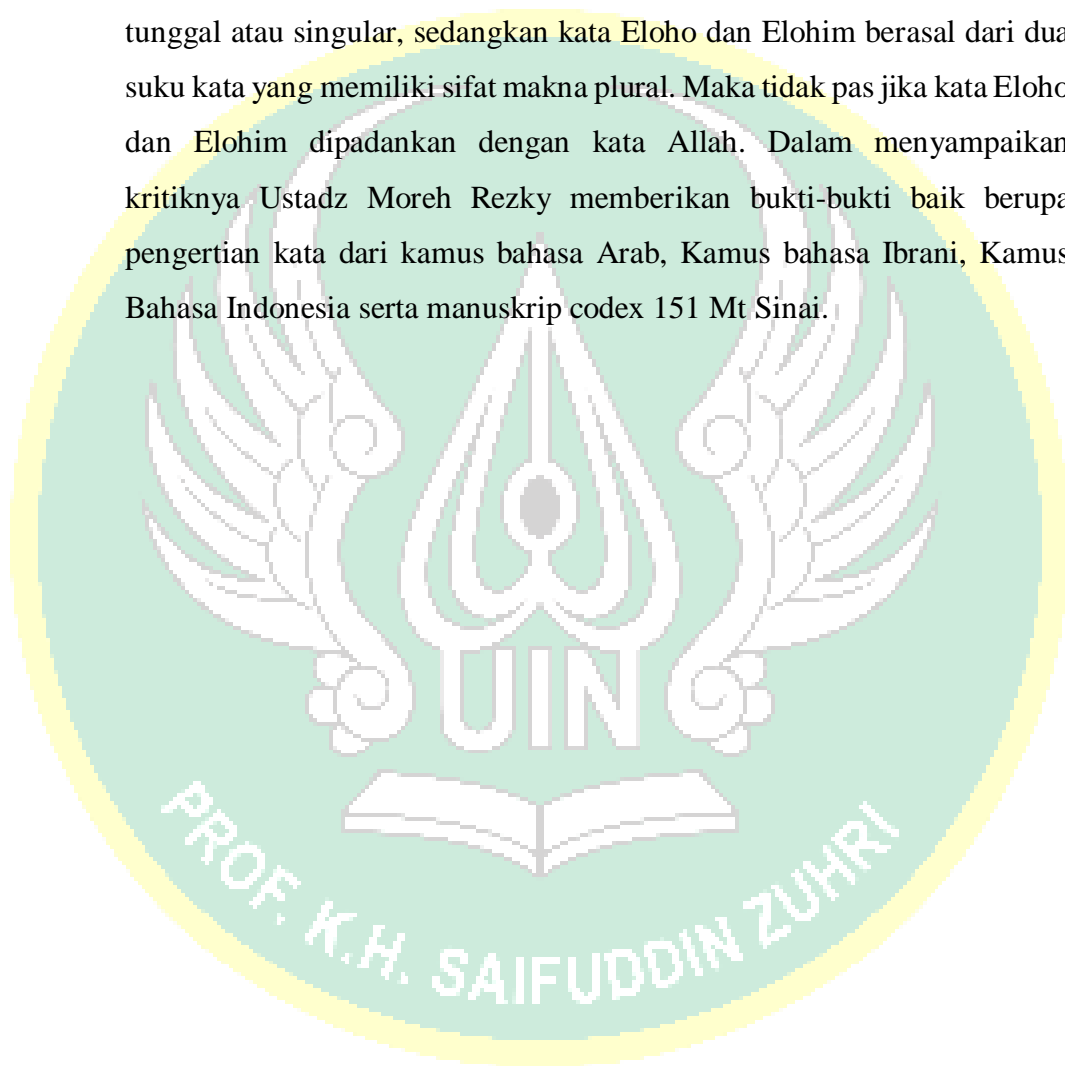 tunggal atau singular, sedangkan kata Eloho dan Elohim berasal dari dua
suku kata yang memiliki sifat makna plural. Maka tidak pas jika kata Eloho
dan Elohim dipadankan dengan kata Allah. Dalam menyampaikan
kritiknya Ustadz Moreh Rezky memberikan bukti-bukti baik berupa
pengertian kata dari kamus bahasa Arab, Kamus bahasa Ibrani, Kamus
Bahasa Indonesia serta manuskrip codex 151 Mt Sinai.
UIN
PROF. K.H. SAIFUDDIN ZUHRI